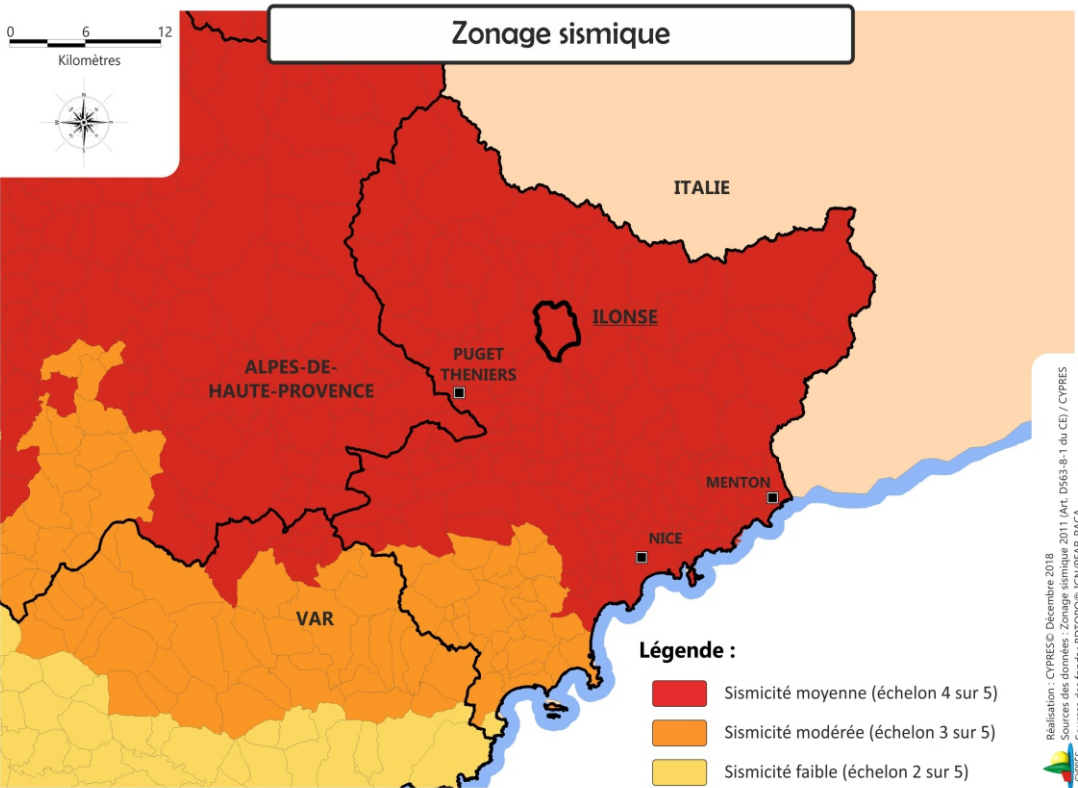 Zonage sismique
0 6 12
Kilomètres
N
E
S
W
ITALIE
ILONSE
PUGET
THENIERS
ALPES-DE-
HAUTE-PROVENCE
MENTON
NICE
VAR
Légende :
Sismicité moyenne (échelon 4 sur 5)
Sismicité modérée (échelon 3 sur 5)
Sismicité faible (échelon 2 sur 5)
Réalisation : CYPRES© Décembre 2018
Sources des données : Zonage sismique 2011 (Art. D563-8-1 du CE) / CYPRES
CYPRES